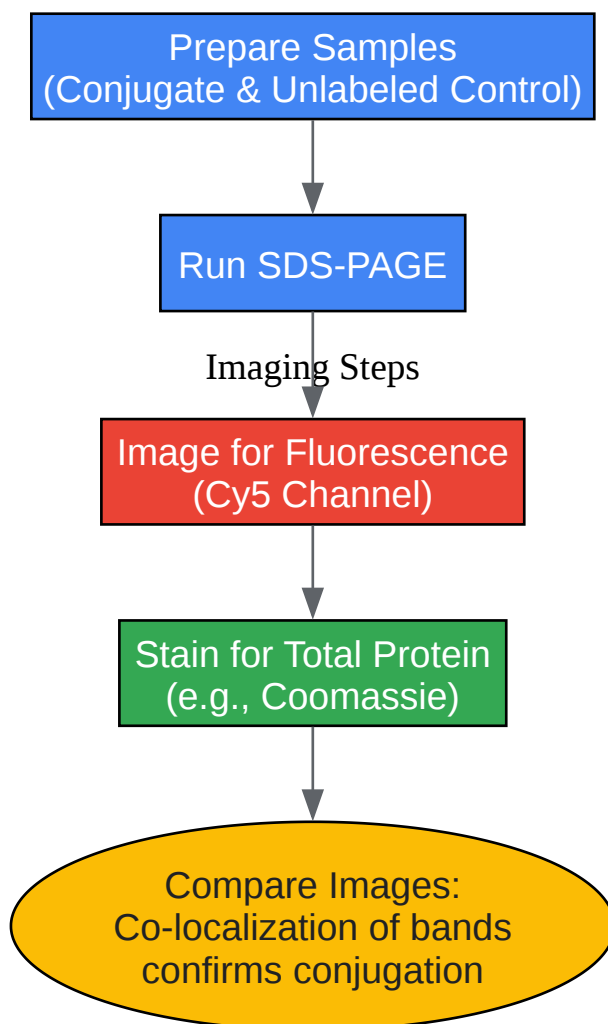 Prepare Samples
(Conjugate & Unlabeled Control)
Run SDS-PAGE
Imaging Steps
Image for Fluorescence
(Cy5 Channel)
Stain for Total Protein
(e.g., Coomassie)
Compare Images:
Co-localization of bands
confirms conjugation